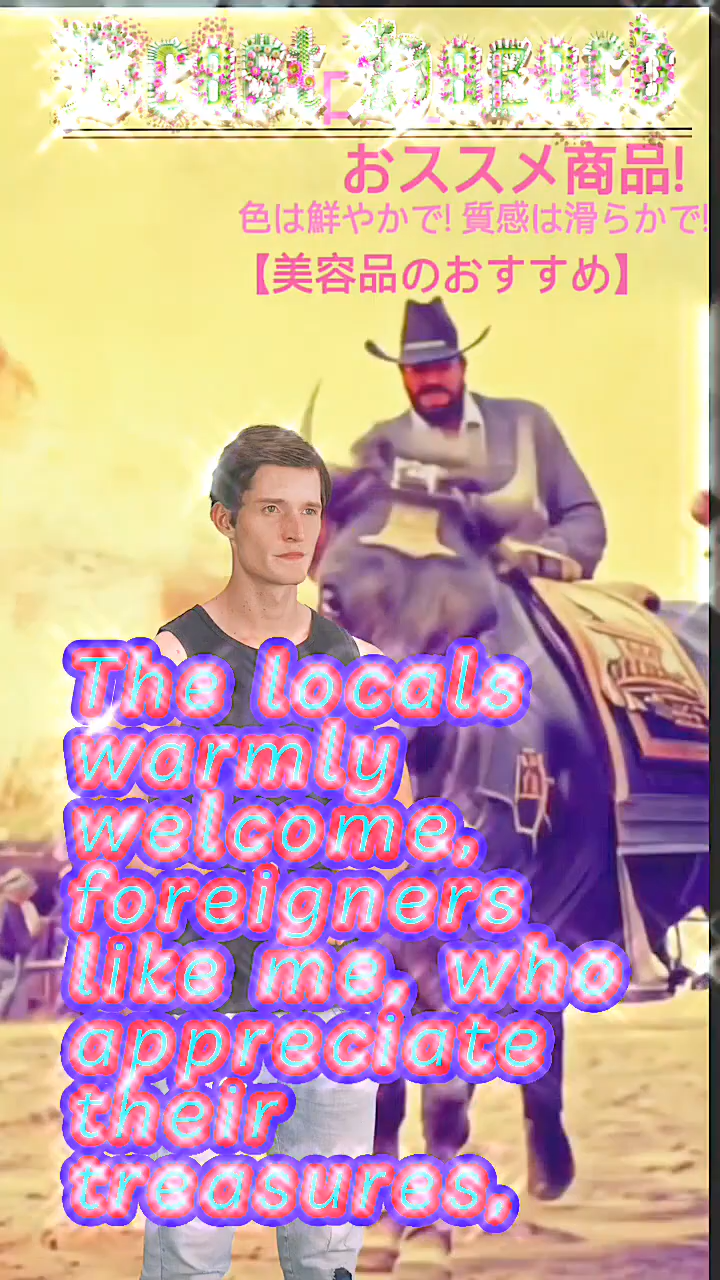 Beast Hazard
おススメ商品!
色は鮮やかで! 質感は滑らかで!
【美容品のおすすめ】
The locals
warmly
welcome,
foreigners
like me, who
appreciate
their
treasures,